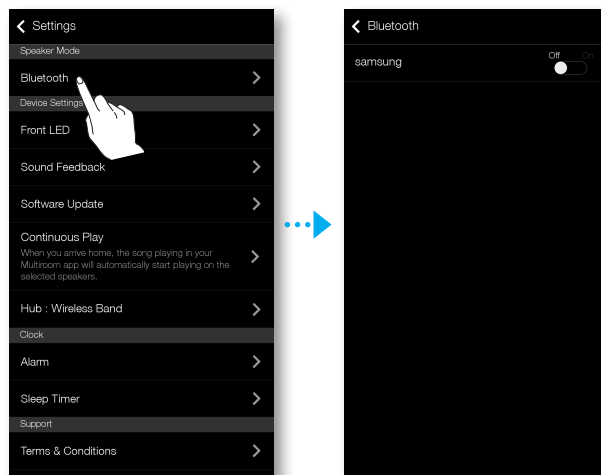 Settings
Speaker Mode
Bluetooth
Device Settings
Front LED
Sound Feedback
Software Update
Continuous Play
When you arrive home, the song playing in your
Multiroom app will automatically start playing on the
selected speakers.
Hub : Wireless Band
Clock
Alarm
Sleep Timer
Support
Terms & Conditions
Bluetooth
samsung
Off On